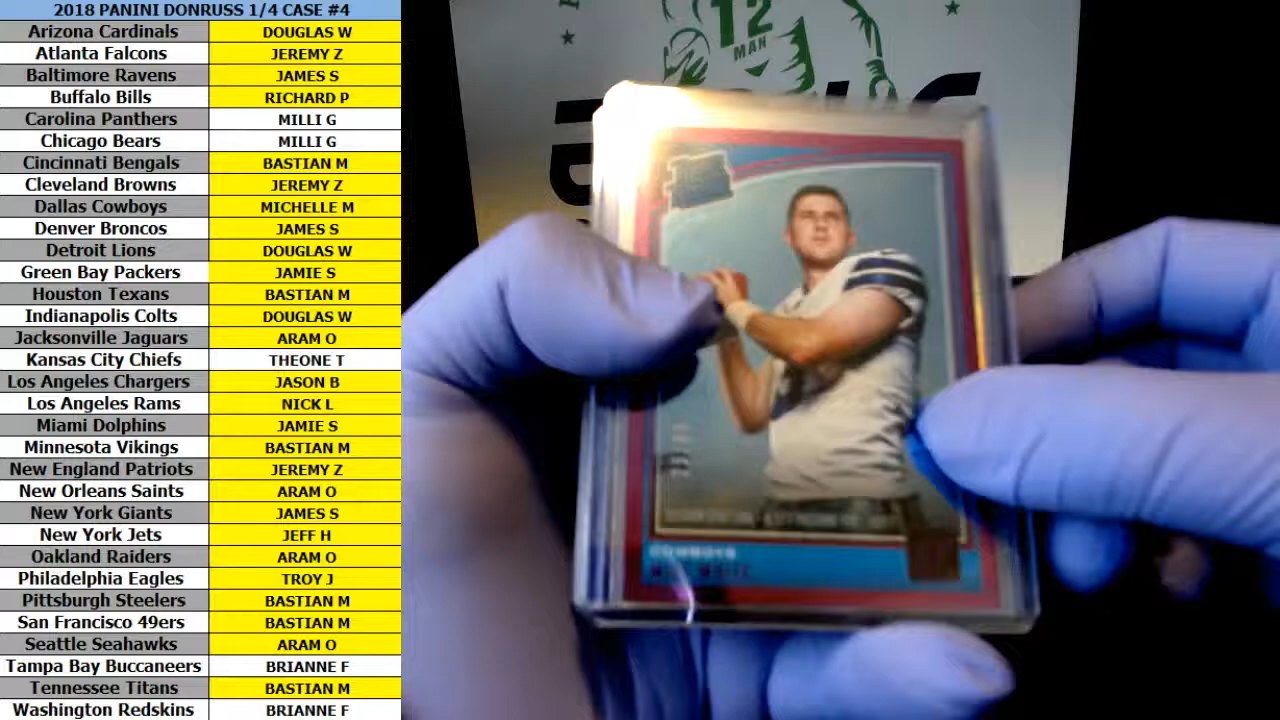 2018 PANINI DONRUSS 1/4 CASE #4
Arizona Cardinals DOUGLAS W
Atlanta Falcons JEREMY Z
Baltimore Ravens JAMES S
Buffalo Bills RICHARD P
Carolina Panthers MILLI G
Chicago Bears MILLI G
Cincinnati Bengals BASTIAN M
Cleveland Browns JEREMY Z
Dallas Cowboys MICHELLE M
Denver Broncos JAMES S
Detroit Lions DOUGLAS W
Green Bay Packers JAMIE S
Houston Texans BASTIAN M
Indianapolis Colts DOUGLAS W
Jacksonville Jaguars ARAM O
Kansas City Chiefs THEONE T
Los Angeles Chargers JASON B
Los Angeles Rams NICK L
Miami Dolphins JAMIE S
Minnesota Vikings BASTIAN M
New England Patriots JEREMY Z
New Orleans Saints ARAM O
New York Giants JAMES S
New York Jets JEFF H
Oakland Raiders ARAM O
Philadelphia Eagles TROY J
Pittsburgh Steelers BASTIAN M
San Francisco 49ers BASTIAN M
Seattle Seahawks ARAM O
Tampa Bay Buccaneers BRIANNE F
Tennessee Titans BASTIAN M
Washington Redskins BRIANNE F
12
MAN
COWBOYS
MIKE WHITE